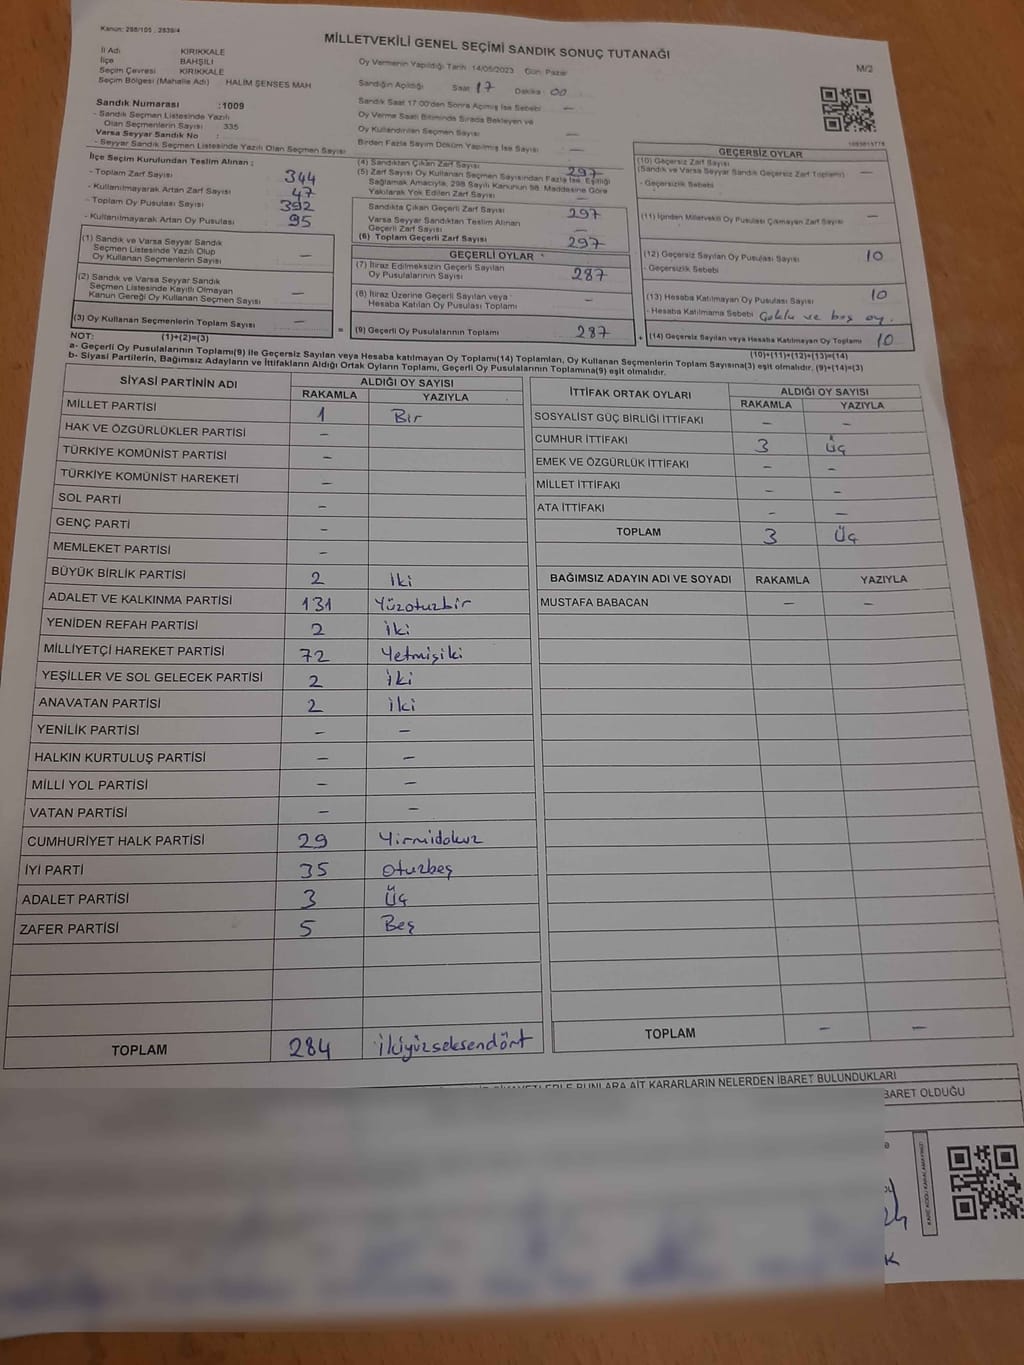 Kanun: 298/105 , 2839/4
MİLLETVEKİLİ GENEL SEÇİMİ SANDIK SONUÇ TUTANAĞI
M/2
İl Adı KIRIKKALE
İlçe BAHŞILI
Seçim Çevresi KIRIKKALE
Seçim Bölgesi (Mahalle Adı) HALİM ŞENSES MAH
Sandık Numarası :1009
- Sandık Seçmen Listesinde Yazılı
Olan Seçmenlerin Sayısı 335
Varsa Seyyar Sandık No :
- Seyyar Sandık Seçmen Listesinde Yazılı Olan Seçmen Sayısı
Oy Vermenin Yapıldığı Tarih :14/05/2023 Gün: Pazar
Sandığın Açıldığı Saat 17 Dakika 00
Sandık Saat 17.00'den Sonra Açılmış İse Sebebi —
Oy Verme Saati Bitiminde Sırada Bekleyen ve
Oy Kullandırılan Seçmen Sayısı —
Birden Fazla Sayım Döküm Yapılmış İse Sayısı —
İlçe Seçim Kurulundan Teslim Alınan :
- Toplam Zarf Sayısı 344
- Kullanılmayarak Artan Zarf Sayısı 47
- Toplam Oy Pusulası Sayısı 392
- Kullanılmayarak Artan Oy Pusulası 95
(1) Sandık ve Varsa Seyyar Sandık
Seçmen Listesinde Yazılı Olup
Oy Kullanan Seçmenlerin Sayısı —
(2) Sandık ve Varsa Seyyar Sandık
Seçmen Listesinde Kayıtlı Olmayan
Kanun Gereği Oy Kullanan Seçmen Sayısı —
(3) Oy Kullanan Seçmenlerin Toplam Sayısı —
(4) Sandıktan Çıkan Zarf Sayısı 297
(5) Zarf Sayısı Oy Kullanan Seçmen Sayısından Fazla İse, Eşitliği
Sağlamak Amacıyla, 298 Sayılı Kanunun 98. Maddesine Göre
Yakılarak Yok Edilen Zarf Sayısı —
Sandıkta Çıkan Geçerli Zarf Sayısı 297
Varsa Seyyar Sandıktan Teslim Alınan
Geçerli Zarf Sayısı —
(6) Toplam Geçerli Zarf Sayısı 297
GEÇERLİ OYLAR
(7) İtiraz Edilmeksizin Geçerli Sayılan
Oy Pusulalarının Sayısı 287
(8) İtiraz Üzerine Geçerli Sayılan veya
Hesaba Katılan Oy Pusulası Toplamı —
= (9) Geçerli Oy Pusulalarının Toplamı 287
1093015776
GEÇERSİZ OYLAR
(10) Geçersiz Zarf Sayısı
(Sandık ve Varsa Seyyar Sandık Geçersiz Zarf Toplamı) —
- Geçersizlik Sebebi
(11) İçinden Milletvekili Oy Pusulası Çıkmayan Zarf Sayısı —
(12) Geçersiz Sayılan Oy Pusulası Sayısı 10
- Geçersizlik Sebebi
(13) Hesaba Katılmayan Oy Pusulası Sayısı 10
- Hesaba Katılmama Sebebi Çoklu ve boş oy.
+ (14) Geçersiz Sayılan veya Hesaba Katılmayan Oy Toplamı 10
NOT: (1)+(2)=(3)
(10)+(11)+(12)+(13)=(14)
a- Geçerli Oy Pusulalarının Toplamı(9) ile Geçersiz Sayılan veya Hesaba katılmayan Oy Toplamı(14) Toplamları, Oy Kullanan Seçmenlerin Toplam Sayısına(3) eşit olmalıdır. (9)+(14)=(3)
b- Siyasi Partilerin, Bağımsız Adayların ve İttifakların Aldığı Ortak Oyların Toplamı, Geçerli Oy Pusulalarının Toplamına(9) eşit olmalıdır.
SİYASİ PARTİNİN ADI ALDIĞI OY SAYISI
RAKAMLA YAZIYLA
MİLLET PARTİSİ 1 Bir
HAK VE ÖZGÜRLÜKLER PARTİSİ —
TÜRKİYE KOMÜNİST PARTİSİ —
TÜRKİYE KOMÜNİST HAREKETİ —
SOL PARTİ —
GENÇ PARTİ —
MEMLEKET PARTİSİ —
BÜYÜK BİRLİK PARTİSİ 2 İki
ADALET VE KALKINMA PARTİSİ 131 Yüzotuzbir
YENİDEN REFAH PARTİSİ 2 İki
MİLLİYETÇİ HAREKET PARTİSİ 72 Yetmişiki
YEŞİLLER VE SOL GELECEK PARTİSİ 2 İki
ANAVATAN PARTİSİ 2 İki
YENİLİK PARTİSİ — —
HALKIN KURTULUŞ PARTİSİ — —
MİLLİ YOL PARTİSİ — —
VATAN PARTİSİ — —
CUMHURİYET HALK PARTİSİ 29 Yirmidokuz
İYİ PARTİ 35 Otuzbeş
ADALET PARTİSİ 3 Üç
ZAFER PARTİSİ 5 Beş
TOPLAM 284 İkiyüzseksendört
İTTİFAK ORTAK OYLARI ALDIĞI OY SAYISI
RAKAMLA YAZIYLA
SOSYALİST GÜÇ BİRLİĞİ İTTİFAKI — —
CUMHUR İTTİFAKI 3 Üç
EMEK VE ÖZGÜRLÜK İTTİFAKI — —
MİLLET İTTİFAKI — —
ATA İTTİFAKI — —
TOPLAM 3 Üç
BAĞIMSIZ ADAYIN ADI VE SOYADI RAKAMLA YAZIYLA
MUSTAFA BABACAN — —
TOPLAM — —
BUNLARA AİT KARARLARIN NELERDEN İBARET BULUNDUKLARI
OLDUĞU